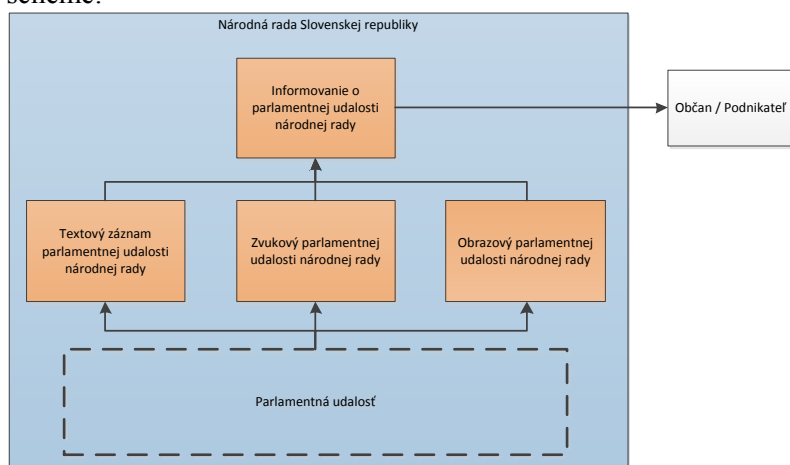 Národná rada Slovenskej republiky
Informovanie o
parlamentnej udalosti
národnej rady
Občan / Podnikateľ
Textový záznam
parlamentnej udalosti
národnej rady
Zvukový parlamentnej
udalosti národnej rady
Obrazový parlamentnej
udalosti národnej rady
Parlamentná udalosť